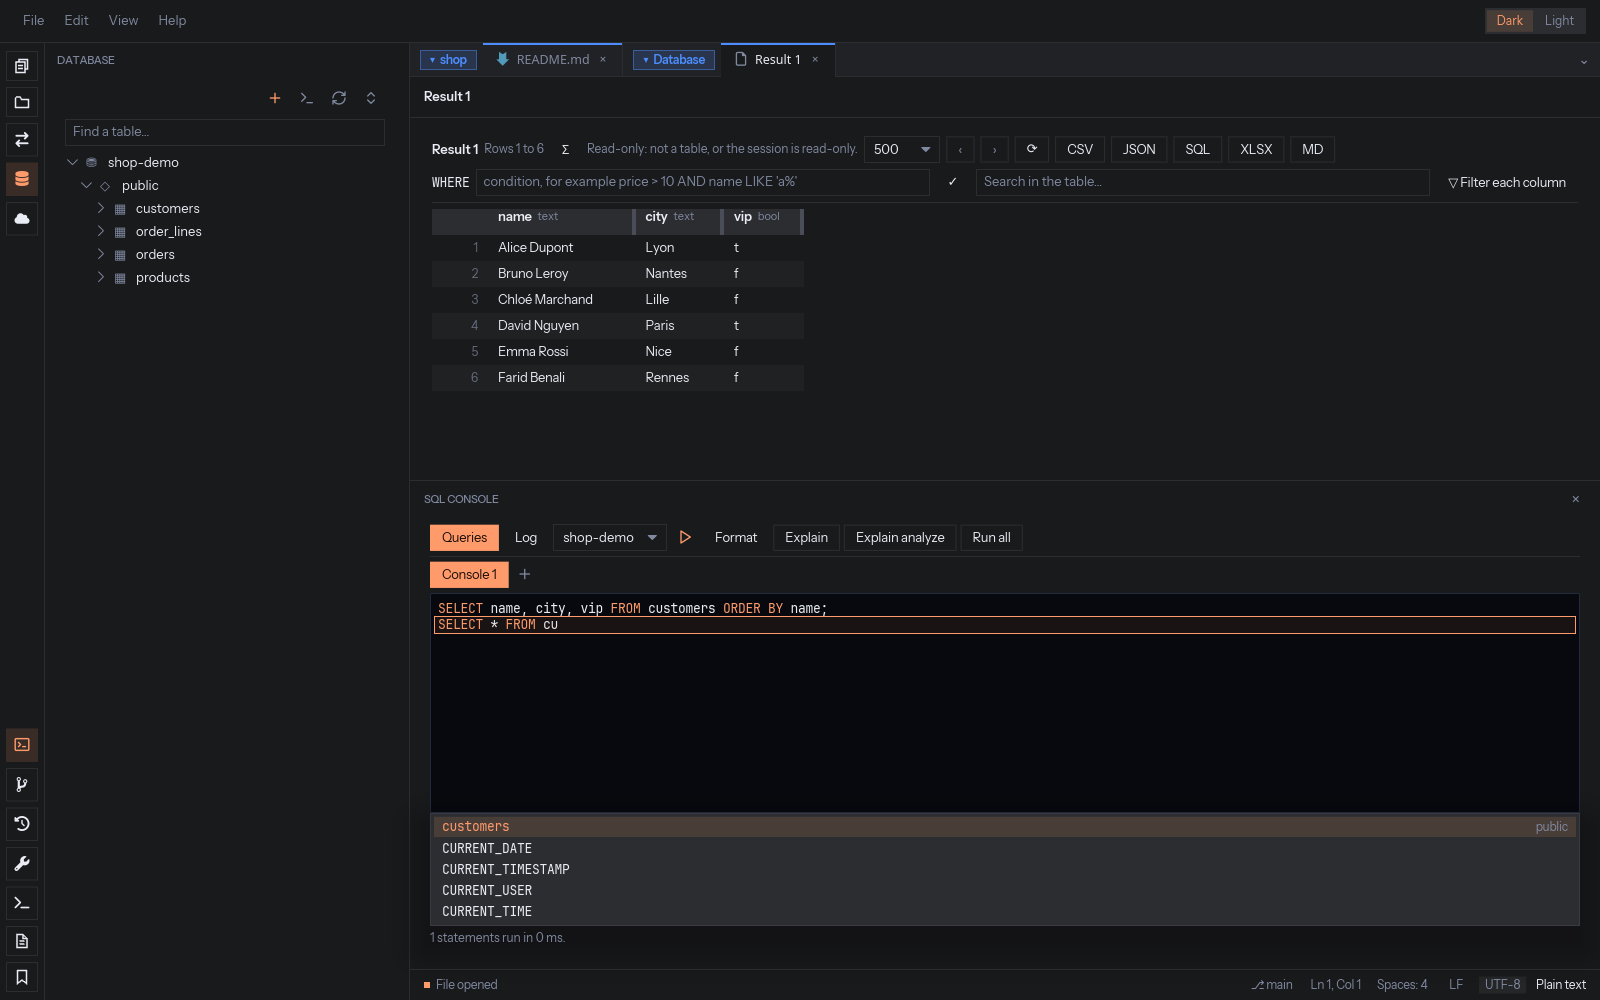 File Edit View Help
Dark Light
DATABASE
Find a table...
shop-demo
public
customers
order_lines
orders
products
shop README.md × Database Result 1 ×
Result 1
Result 1 Rows 1 to 6 Σ Read-only: not a table, or the session is read-only. 500 ‹ › ⟳ CSV JSON SQL XLSX MD
WHERE condition, for example price > 10 AND name LIKE 'a%' ✓ Search in the table... ▽ Filter each column
name text city text vip bool
1 Alice Dupont Lyon t
2 Bruno Leroy Nantes f
3 Chloé Marchand Lille f
4 David Nguyen Paris t
5 Emma Rossi Nice f
6 Farid Benali Rennes f
SQL CONSOLE ×
Queries Log shop-demo Format Explain Explain analyze Run all
Console 1 +
SELECT name, city, vip FROM customers ORDER BY name;
SELECT * FROM cu
customers public
CURRENT_DATE
CURRENT_TIMESTAMP
CURRENT_USER
CURRENT_TIME
1 statements run in 0 ms.
File opened main Ln 1, Col 1 Spaces: 4 LF UTF-8 Plain text